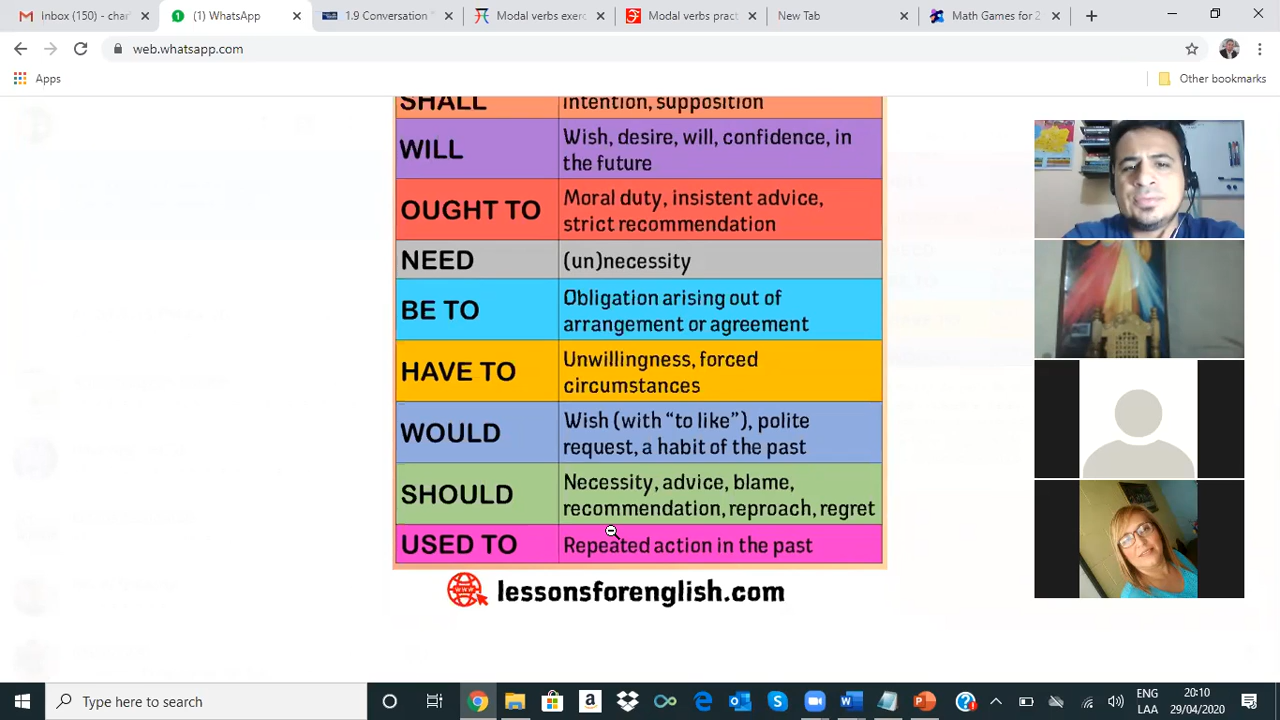 Inbox (150) - char
(1) WhatsApp
1.9 Conversation "
Modal verbs exerc
Modal verbs pract
New Tab
Math Games for 2
web.whatsapp.com
Apps
Other bookmarks
SHALL
intention, supposition
WILL
Wish, desire, will, confidence, in
the future
OUGHT TO
Moral duty, insistent advice,
strict recommendation
NEED
(un)necessity
BE TO
Obligation arising out of
arrangement or agreement
HAVE TO
Unwillingness, forced
circumstances
WOULD
Wish (with "to like"), polite
request, a habit of the past
SHOULD
Necessity, advice, blame,
recommendation, reproach, regret
USED TO
Repeated action in the past
www
lessonsforenglish.com
Type here to search
ENG
LAA
20:10
29/04/2020